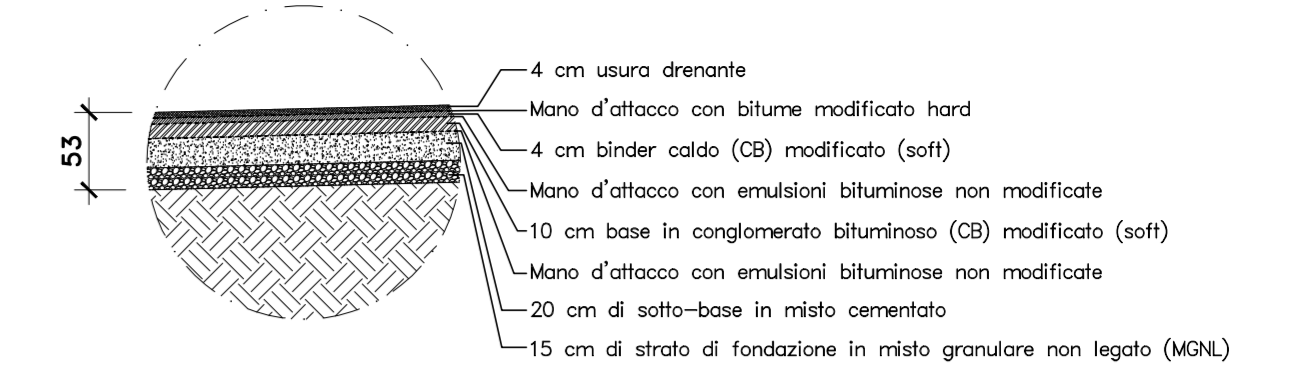 4 cm usura drenante
Mano d'attacco con bitume modificato hard
53
4 cm binder caldo (CB) modificato (soft)
Mano d'attacco con emulsioni bituminose non modificate
10 cm base in conglomerato bituminoso (CB) modificato (soft)
Mano d'attacco con emulsioni bituminose non modificate
20 cm di sotto-base in misto cementato
15 cm di strato di fondazione in misto granulare non legato (MGNL)